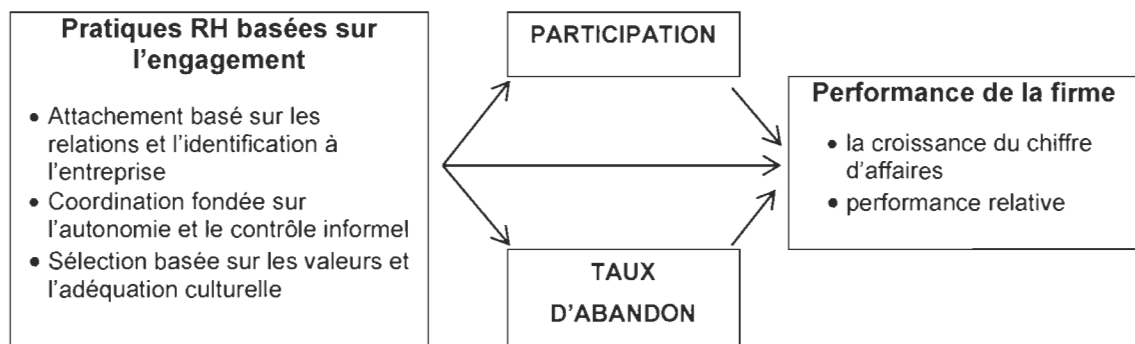 Pratiques RH basées sur
l'engagement
• Attachement basé sur les
relations et l'identification à
l'entreprise
• Coordination fondée sur
l'autonomie et le contrôle informel
• Sélection basée sur les valeurs et
l'adéquation culturelle
PARTICIPATION
TAUX
D'ABANDON
Performance de la firme
• la croissance du chiffre
d'affaires
• performance relative